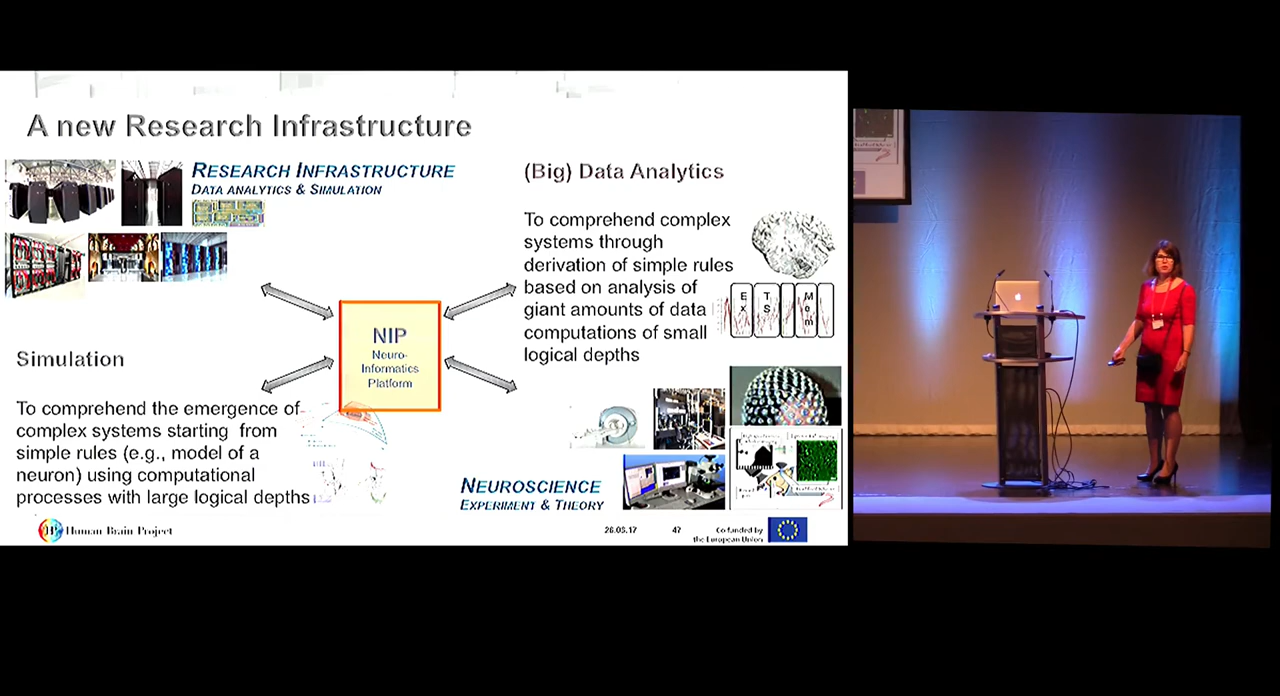 A new Research Infrastructure
RESEARCH INFRASTRUCTURE
DATA ANALYTICS & SIMULATION
(Big) Data Analytics
To comprehend complex
systems through
derivation of simple rules
based on analysis of
giant amounts of data
computations of small
logical depths
Ex
TS
Mem
NIP
Neuro-
Informatics
Platform
Simulation
To comprehend the emergence of
complex systems starting from
simple rules (e.g., model of a
neuron) using computational
processes with large logical depths
NEUROSCIENCE
EXPERIMENT & THEORY
Human Brain Project
47
Co funded by
the European Union